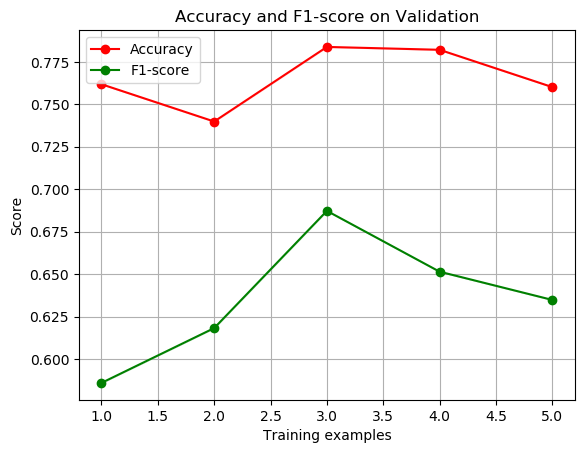 Accuracy and F1-score on Validation
Accuracy
F1-score
0.775
0.750
0.725
0.700
0.675
0.650
0.625
0.600
Score
1.0 1.5 2.0 2.5 3.0 3.5 4.0 4.5 5.0
Training examples